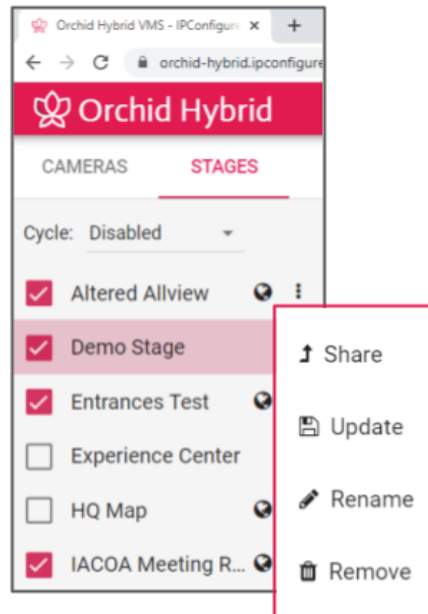 Orchid Hybrid VMS - IPConfigure
orchid-hybrid.ipconfigure
Orchid Hybrid
CAMERAS STAGES
Cycle: Disabled
Altered Allview
Demo Stage
Entrances Test
Experience Center
HQ Map
IACOA Meeting R...
Share
Update
Rename
Remove